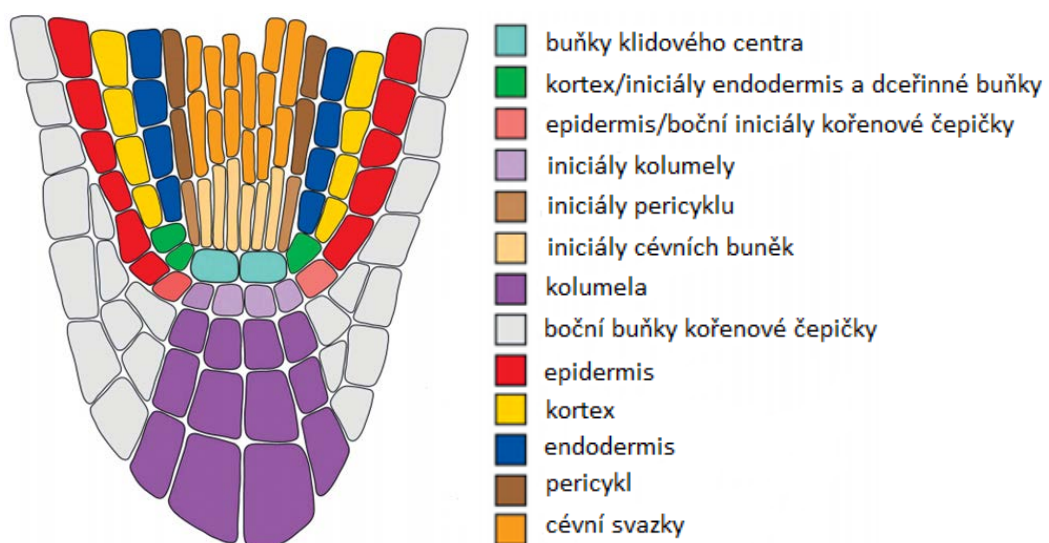 buňky klidového centra
kortex/iniciály endodermis a dceřinné buňky
epidermis/boční iniciály kořenové čepičky
iniciály kolumely
iniciály pericyklu
iniciály cévních buněk
kolumela
boční buňky kořenové čepičky
epidermis
kortex
endodermis
pericykl
cévní svazky